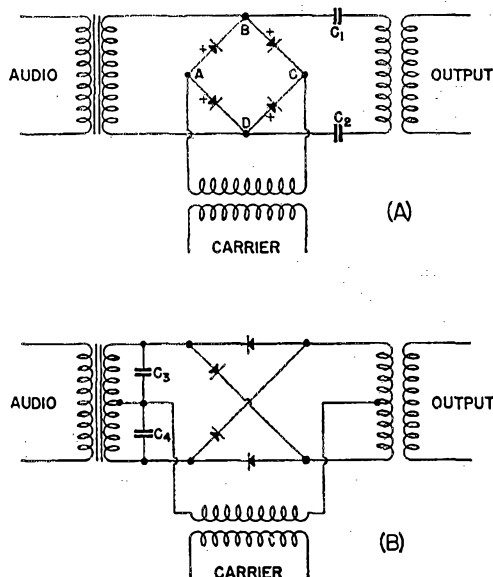 B
C1
+
+
AUDIO
A
C
OUTPUT
+
+
D
C2
(A)
CARRIER
C3
AUDIO
OUTPUT
C4
(B)
CARRIER